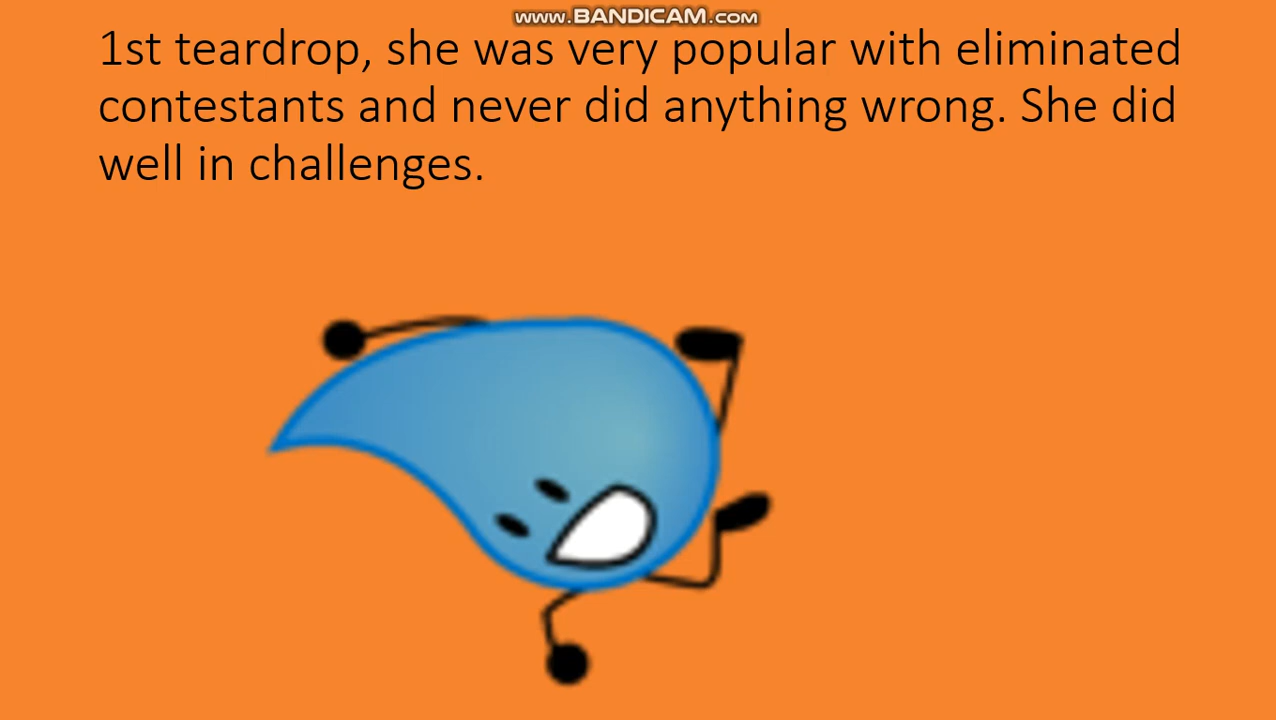 www.BANDICAM.com
1st teardrop, she was very popular with eliminated
contestants and never did anything wrong. She did
well in challenges.